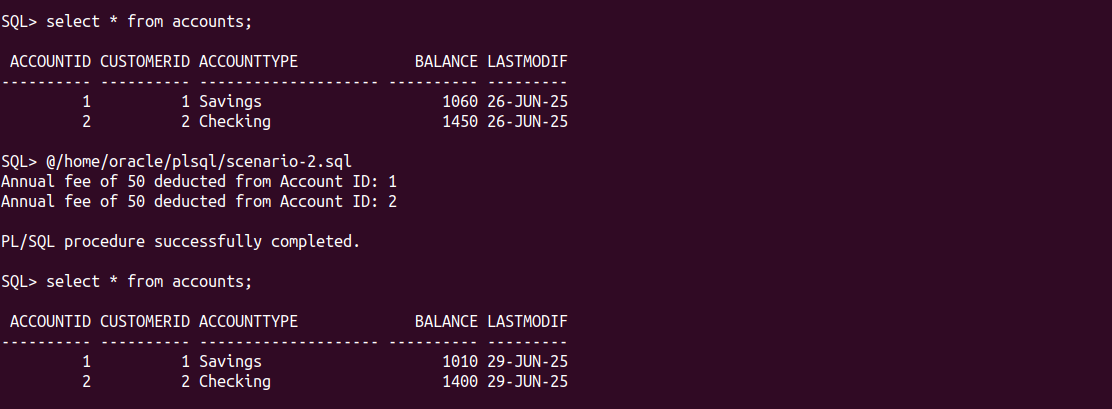 SQL> select * from accounts;
 ACCOUNTID CUSTOMERID ACCOUNTTYPE             BALANCE LASTMODIF
---------- ---------- -------------------- ---------- ---------
         1          1 Savings                    1060 26-JUN-25
         2          2 Checking                   1450 26-JUN-25
SQL> @/home/oracle/plsql/scenario-2.sql
Annual fee of 50 deducted from Account ID: 1
Annual fee of 50 deducted from Account ID: 2
PL/SQL procedure successfully completed.
SQL> select * from accounts;
 ACCOUNTID CUSTOMERID ACCOUNTTYPE             BALANCE LASTMODIF
---------- ---------- -------------------- ---------- ---------
         1          1 Savings                    1010 29-JUN-25
         2          2 Checking                   1400 29-JUN-25